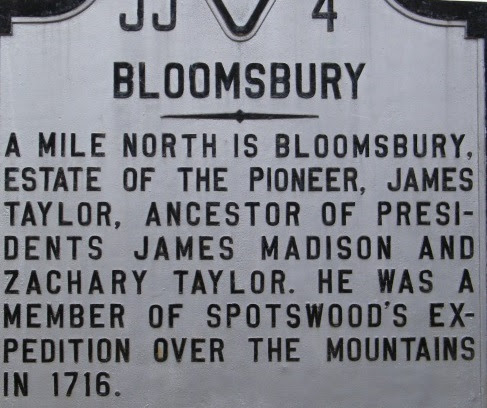 JJ 4
BLOOMSBURY
A MILE NORTH IS BLOOMSBURY,
ESTATE OF THE PIONEER, JAMES
TAYLOR, ANCESTOR OF PRESI-
DENTS JAMES MADISON AND
ZACHARY TAYLOR. HE WAS A
MEMBER OF SPOTSWOOD'S EX-
PEDITION OVER THE MOUNTAINS
IN 1716.